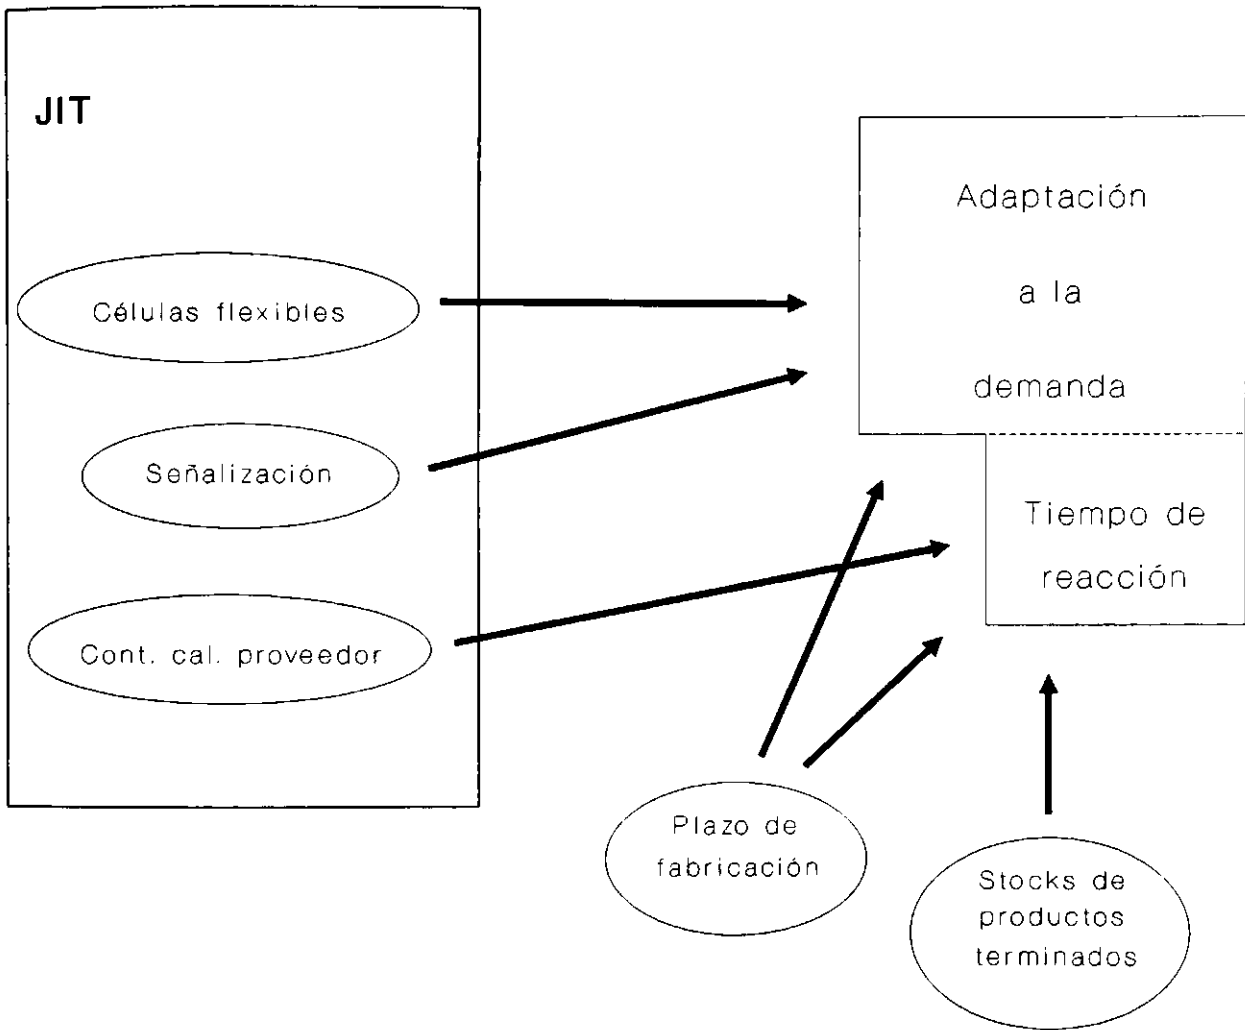 JIT
Células flexibles
Señalización
Cont. cal. proveedor
Adaptación
a la
demanda
Tiempo de
reacción
Plazo de
fabricación
Stocks de
productos
terminados